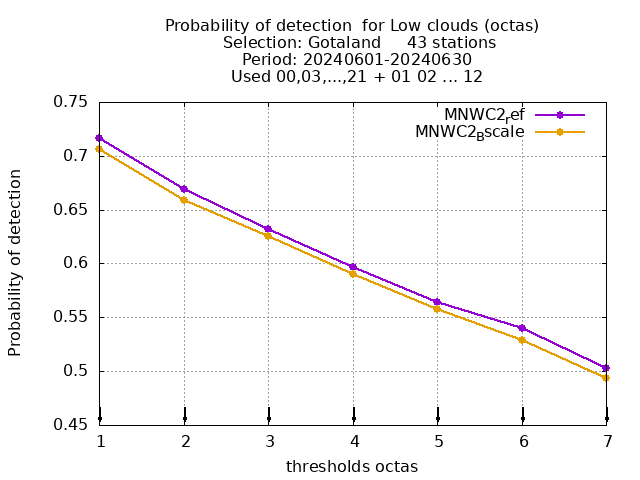 Probability of detection  for Low clouds (octas)
Selection: Gotaland     43 stations
Period: 20240601-20240630
Used 00,03,...,21 + 01 02 ... 12
MNWC2_ref
MNWC2_Bscale
Probability of detection
0.75
0.7
0.65
0.6
0.55
0.5
0.45
1 2 3 4 5 6 7
thresholds octas